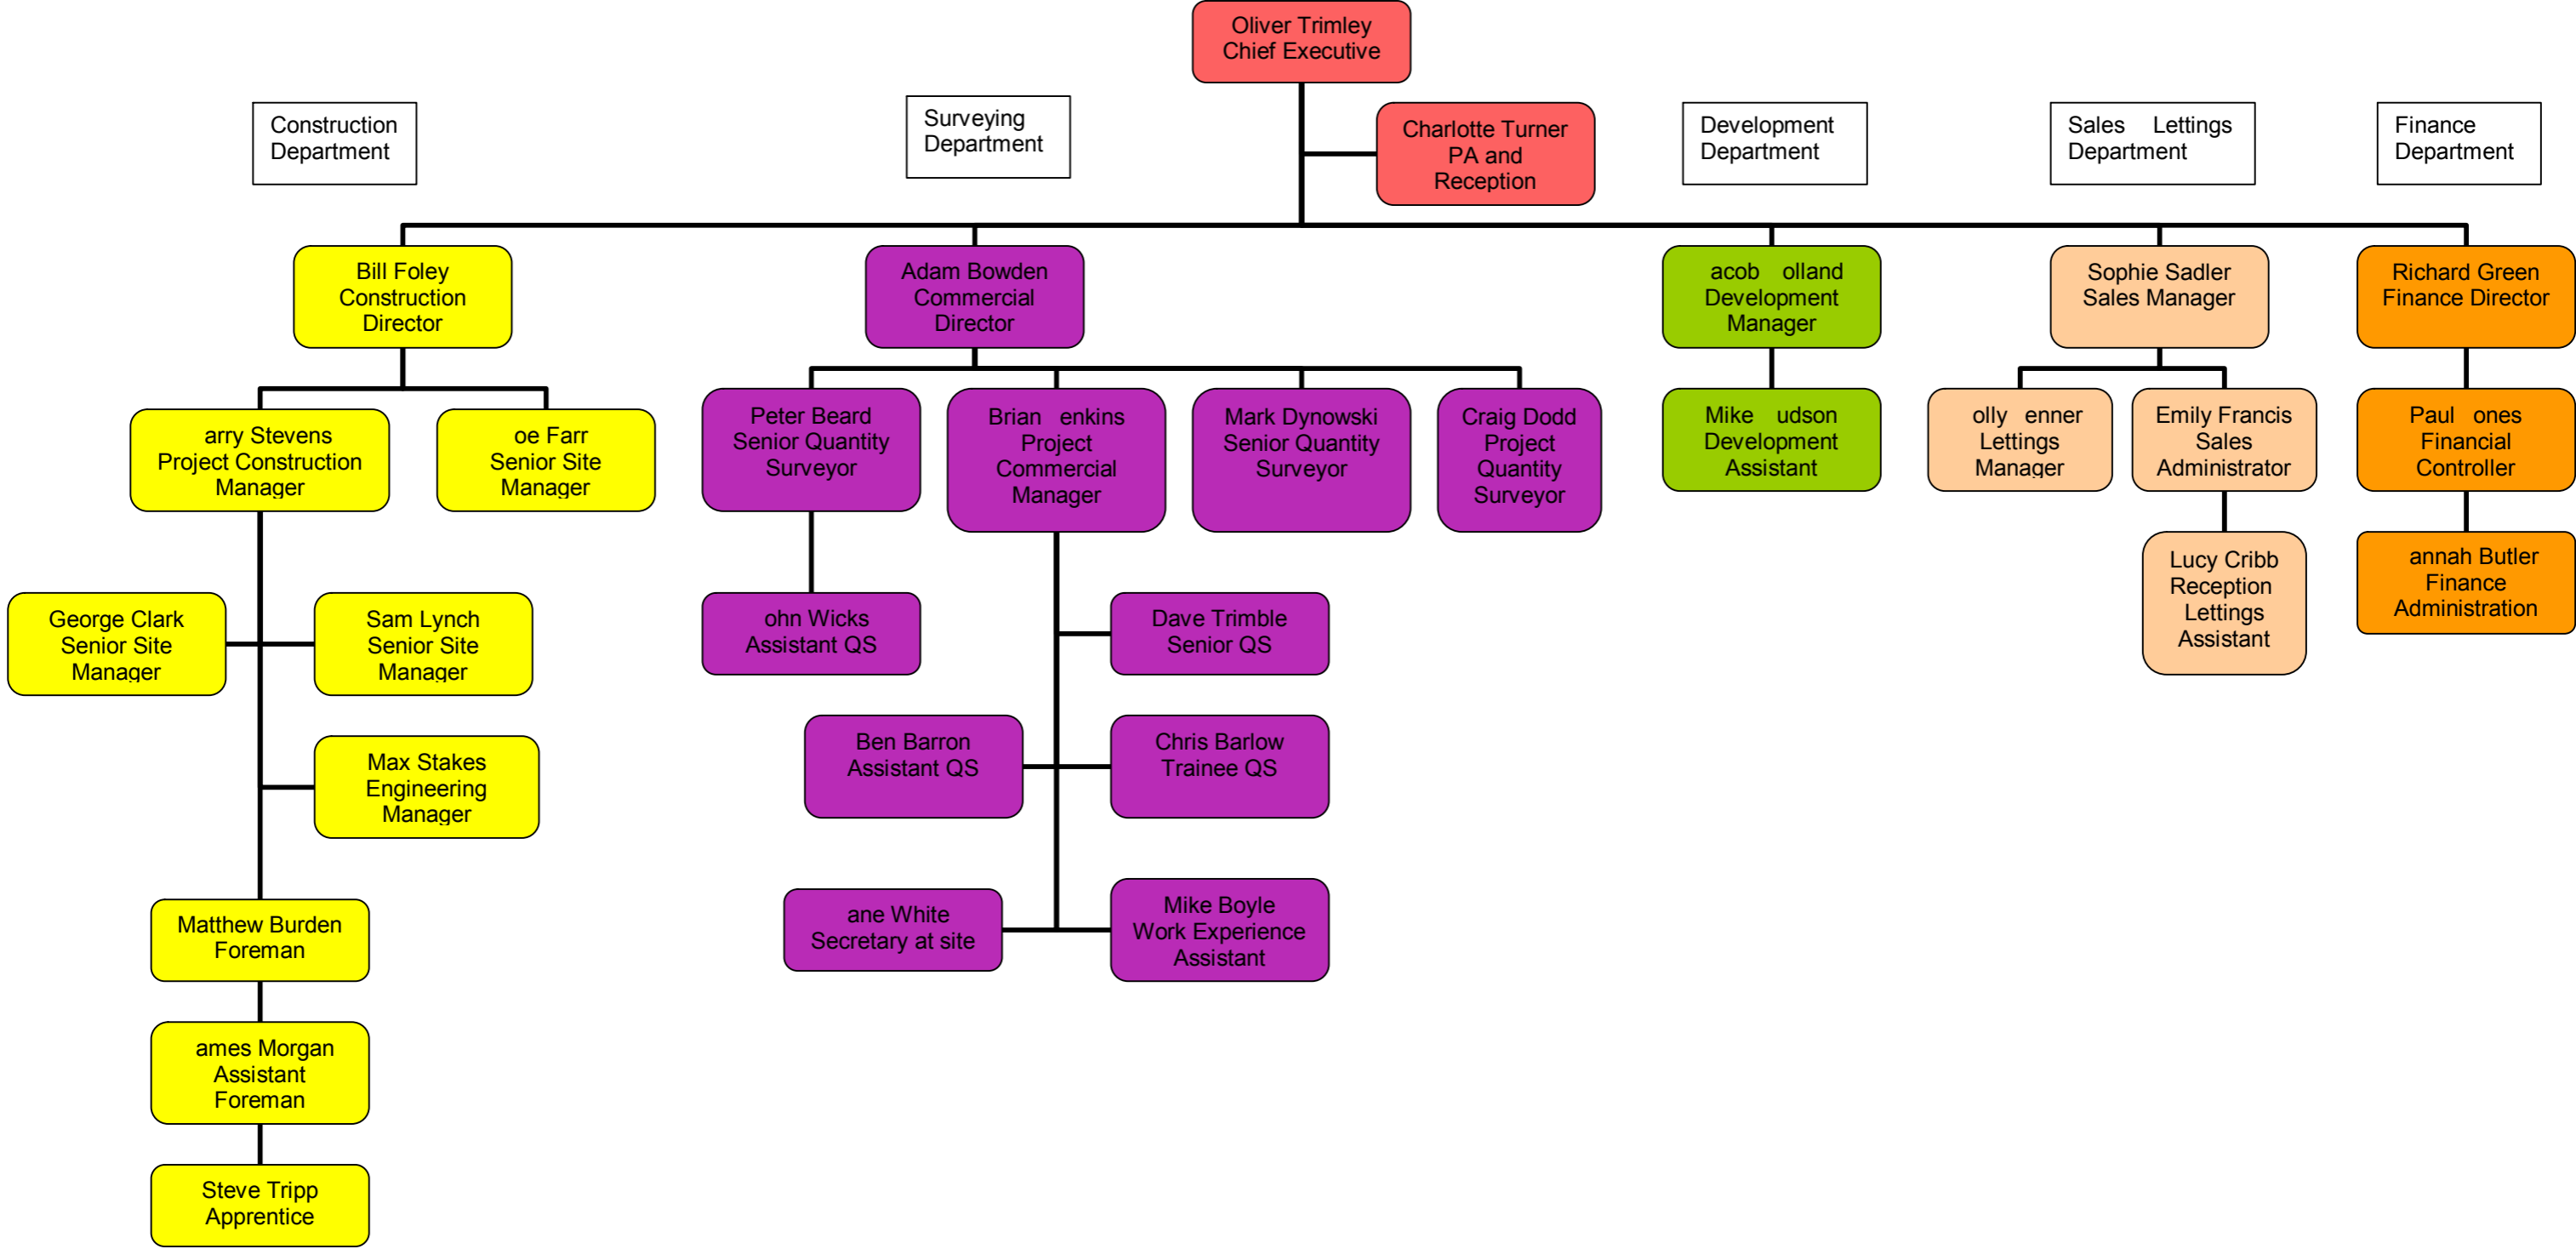 Oliver Trimley
Chief Executive
Charlotte Turner
PA and
Reception
Construction
Department
Surveying
Department
Development
Department
Sales Lettings
Department
Finance
Department
Bill Foley
Construction
Director
Adam Bowden
Commercial
Director
acob olland
Development
Manager
Sophie Sadler
Sales Manager
Richard Green
Finance Director
arry Stevens
Project Construction
Manager
oe Farr
Senior Site
Manager
Peter Beard
Senior Quantity
Surveyor
Brian enkins
Project
Commercial
Manager
Mark Dynowski
Senior Quantity
Surveyor
Craig Dodd
Project
Quantity
Surveyor
Mike udson
Development
Assistant
olly enner
Lettings
Manager
Emily Francis
Sales
Administrator
Paul ones
Financial
Controller
George Clark
Senior Site
Manager
Sam Lynch
Senior Site
Manager
ohn Wicks
Assistant QS
Dave Trimble
Senior QS
Lucy Cribb
Reception
Lettings
Assistant
annah Butler
Finance
Administration
Max Stakes
Engineering
Manager
Ben Barron
Assistant QS
Chris Barlow
Trainee QS
Matthew Burden
Foreman
ane White
Secretary at site
Mike Boyle
Work Experience
Assistant
ames Morgan
Assistant
Foreman
Steve Tripp
Apprentice